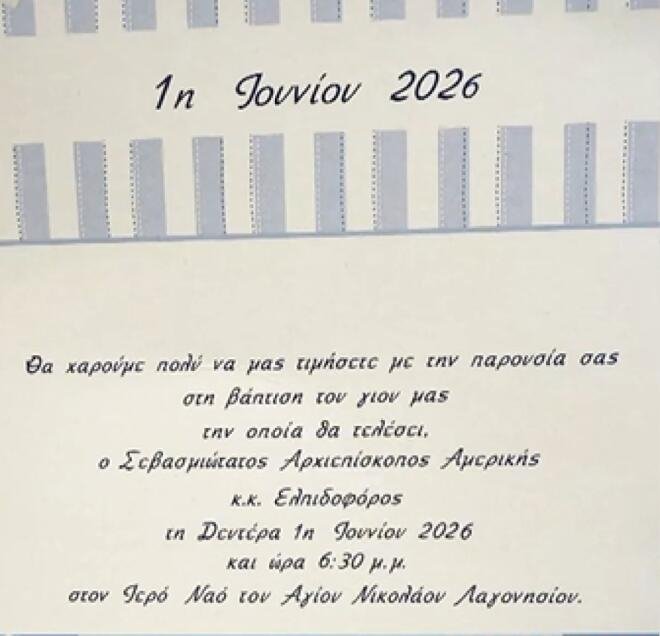 1η Ιουνίου 2026
Θα χαρούμε πολύ να μας τιμήσετε με την παρουσία σας
στη βάπτιση του γιου μας
την οποία θα τελέσει,
ο Σεβασμιώτατος Αρχιεπίσκοπος Αμερικής
κ.κ. Ελπιδοφόρος
τη Δευτέρα 1η Ιουνίου 2026
και ώρα 6:30 μ.μ.
στον Ιερό Ναό του Αγίου Νικολάου Λαγονησίου.